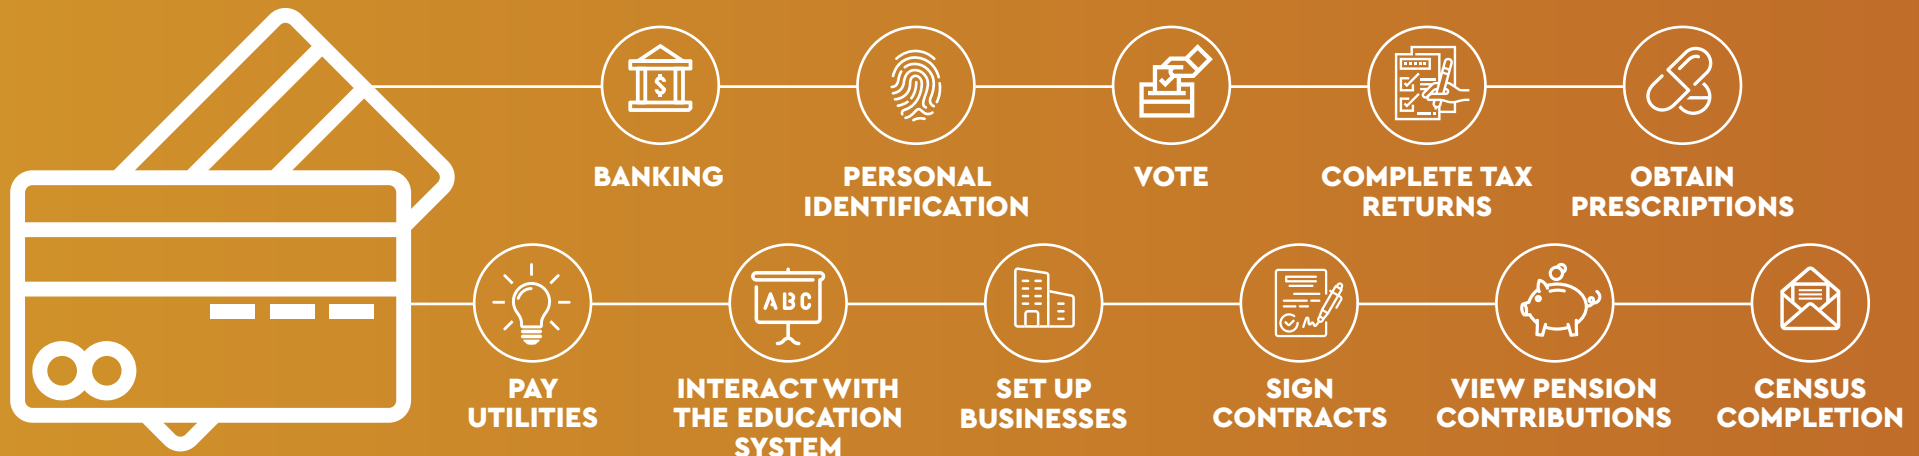 $
BANKING
PERSONAL
IDENTIFICATION
VOTE
COMPLETE TAX
RETURNS
OBTAIN
PRESCRIPTIONS
PAY
UTILITIES
ABC
INTERACT WITH
THE EDUCATION
SYSTEM
SET UP
BUSINESSES
SIGN
CONTRACTS
VIEW PENSION
CONTRIBUTIONS
CENSUS
COMPLETION